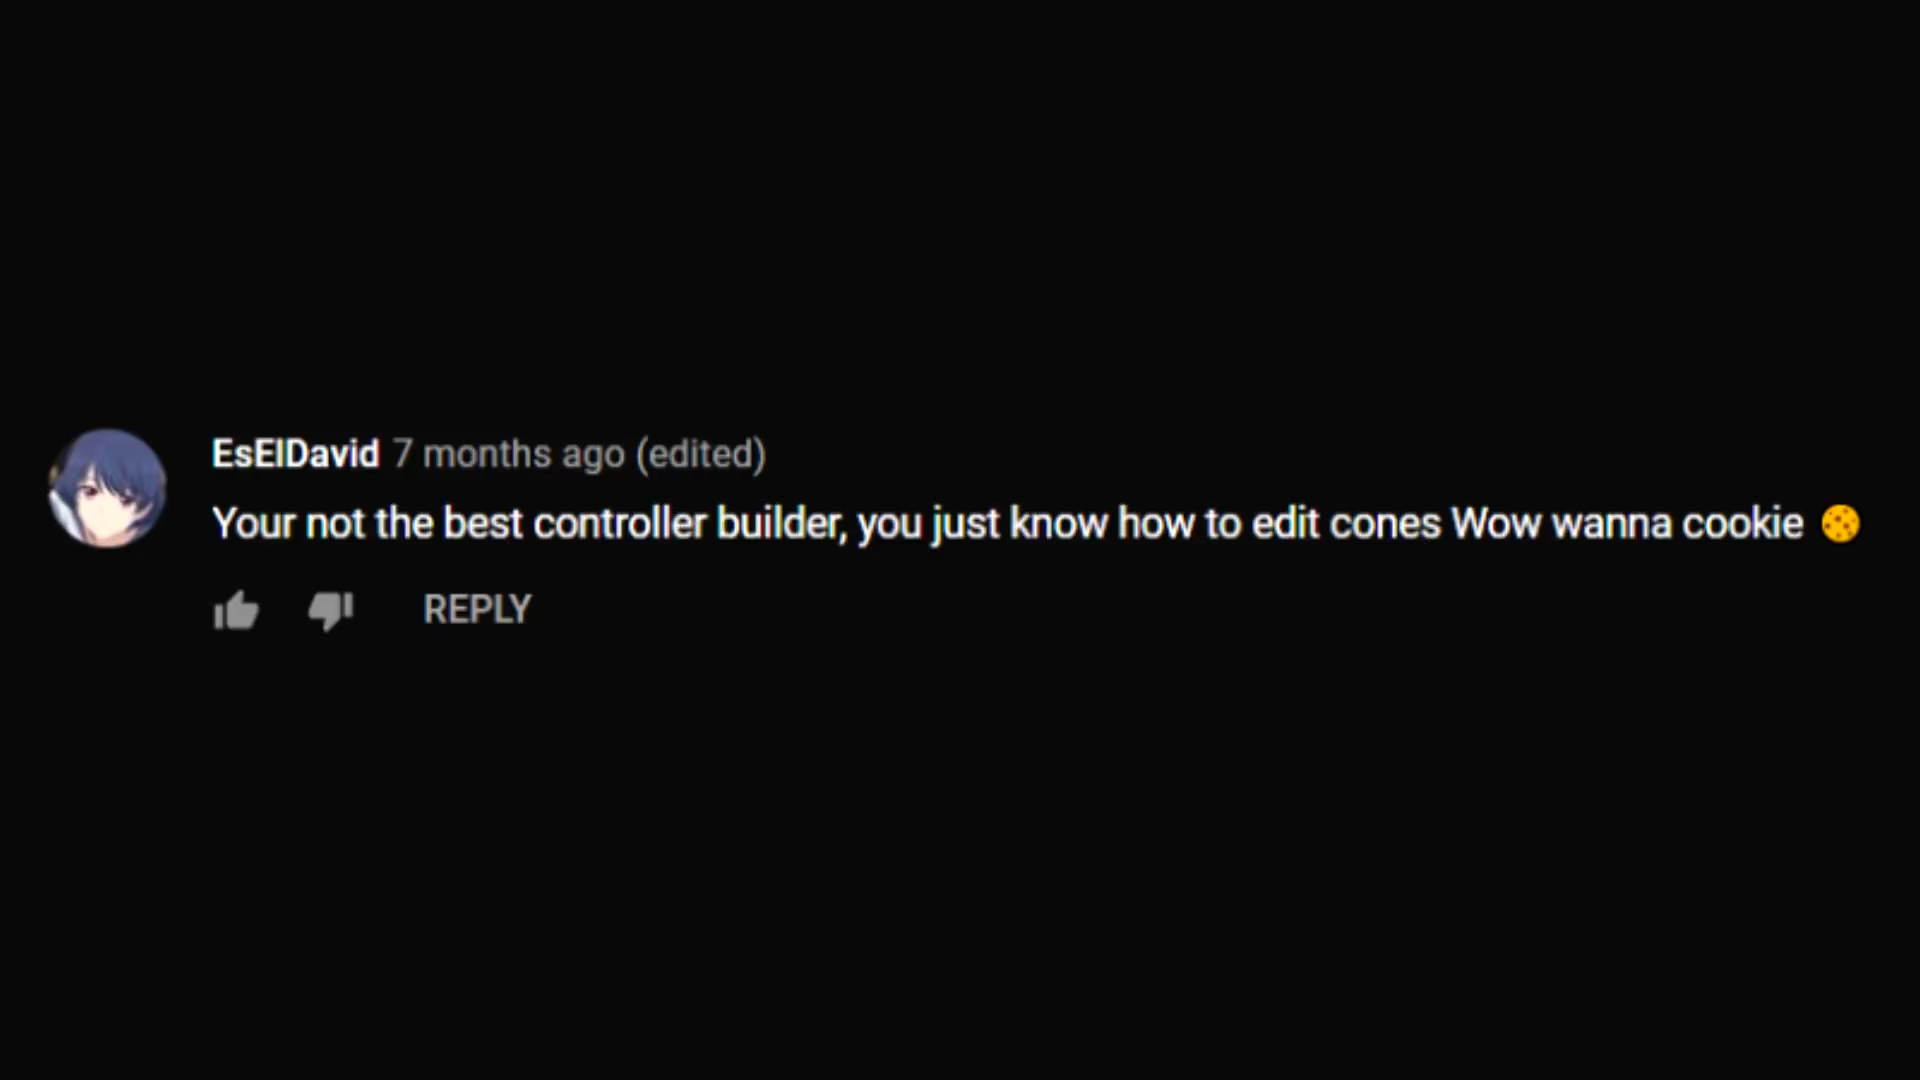 EsElDavid 7 months ago (edited)
Your not the best controller builder, you just know how to edit cones Wow wanna cookie 🍪
REPLY